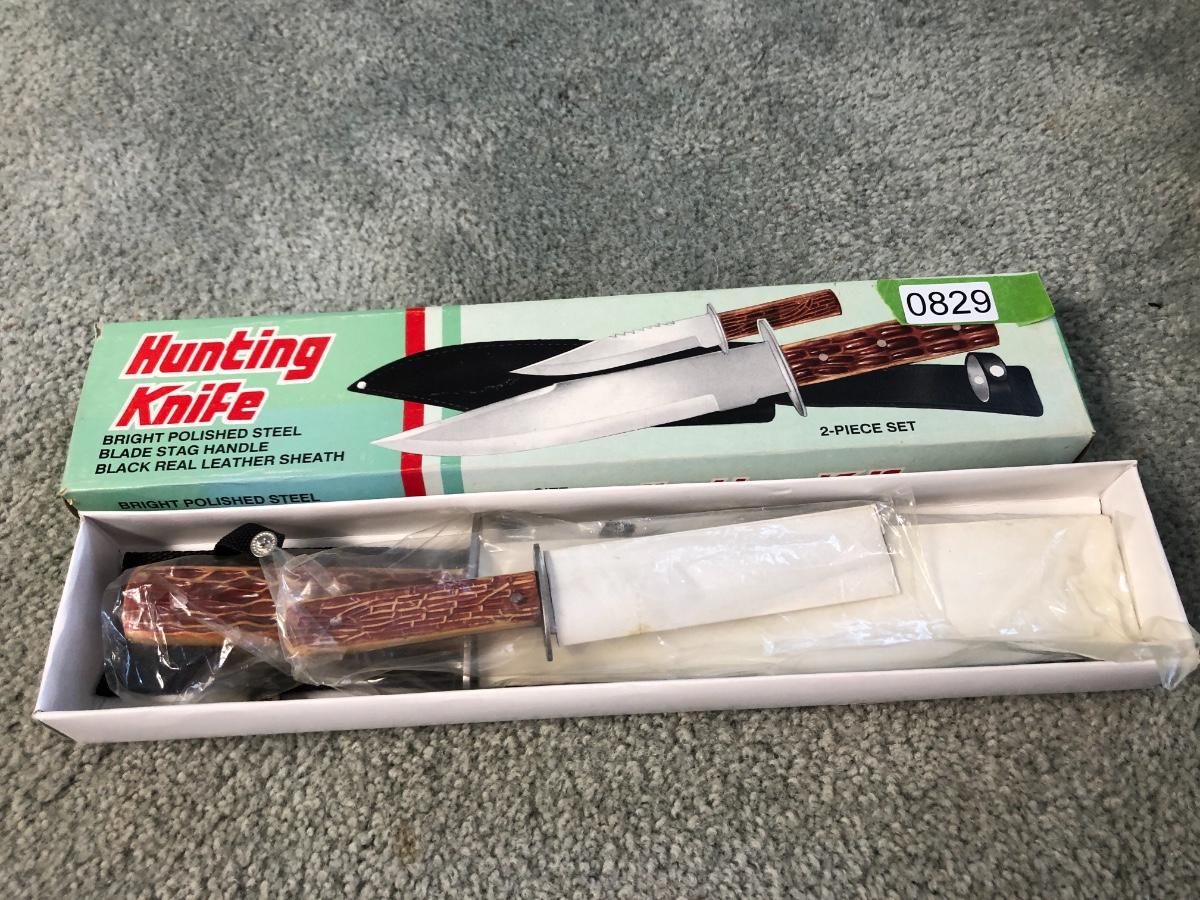 0829
Hunting
Knife
BRIGHT POLISHED STEEL
BLADE STAG HANDLE
BLACK REAL LEATHER SHEATH
2-PIECE SET
BRIGHT POLISHED STEEL